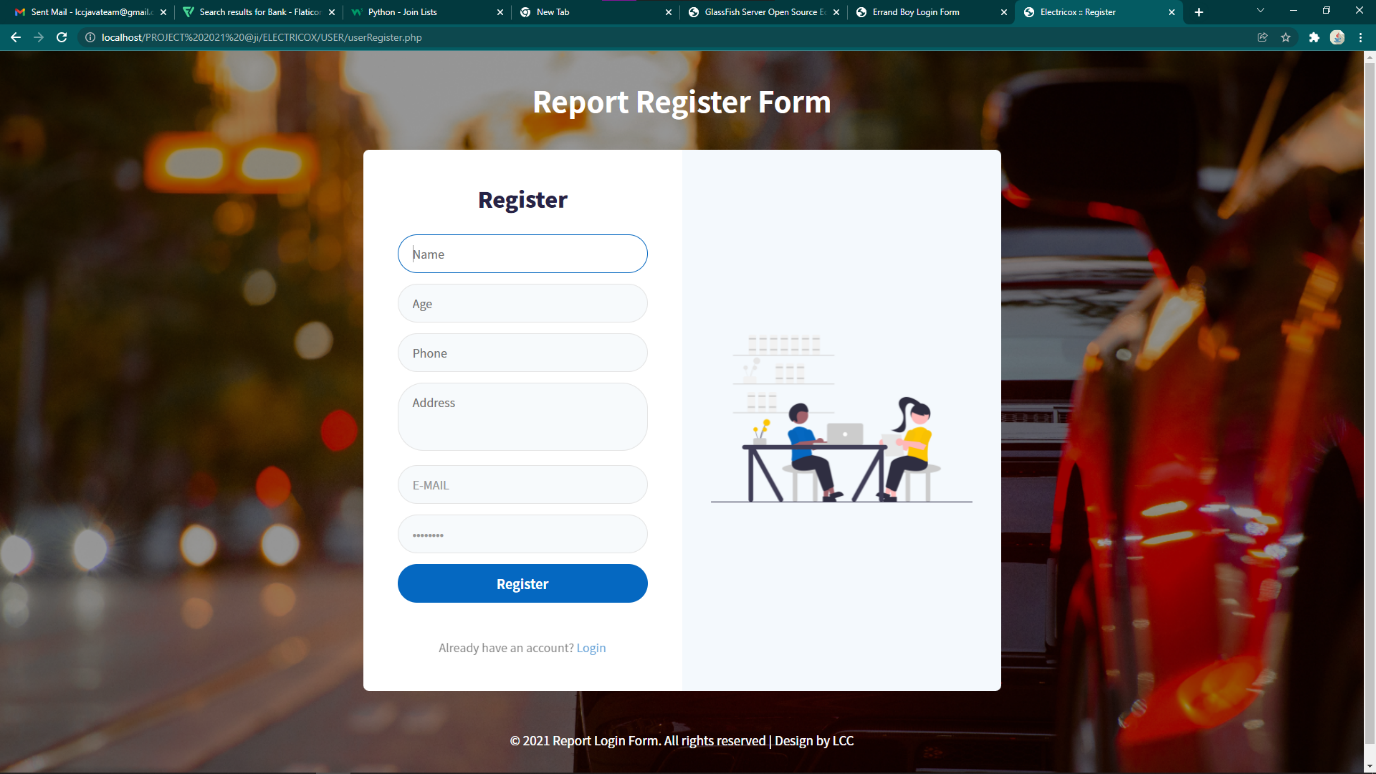 Sent Mail - lccjavateam@gmail.c
Search results for Bank - Flatico
Python - Join Lists
New Tab
GlassFish Server Open Source Ed
Errand Boy Login Form
Electricox :: Register
localhost/PROJECT%202021%20@ji/ELECTRICOX/USER/userRegister.php
Report Register Form
Register
Name
Age
Phone
Address
E-MAIL
Register
Already have an account? Login
© 2021 Report Login Form. All rights reserved | Design by LCC